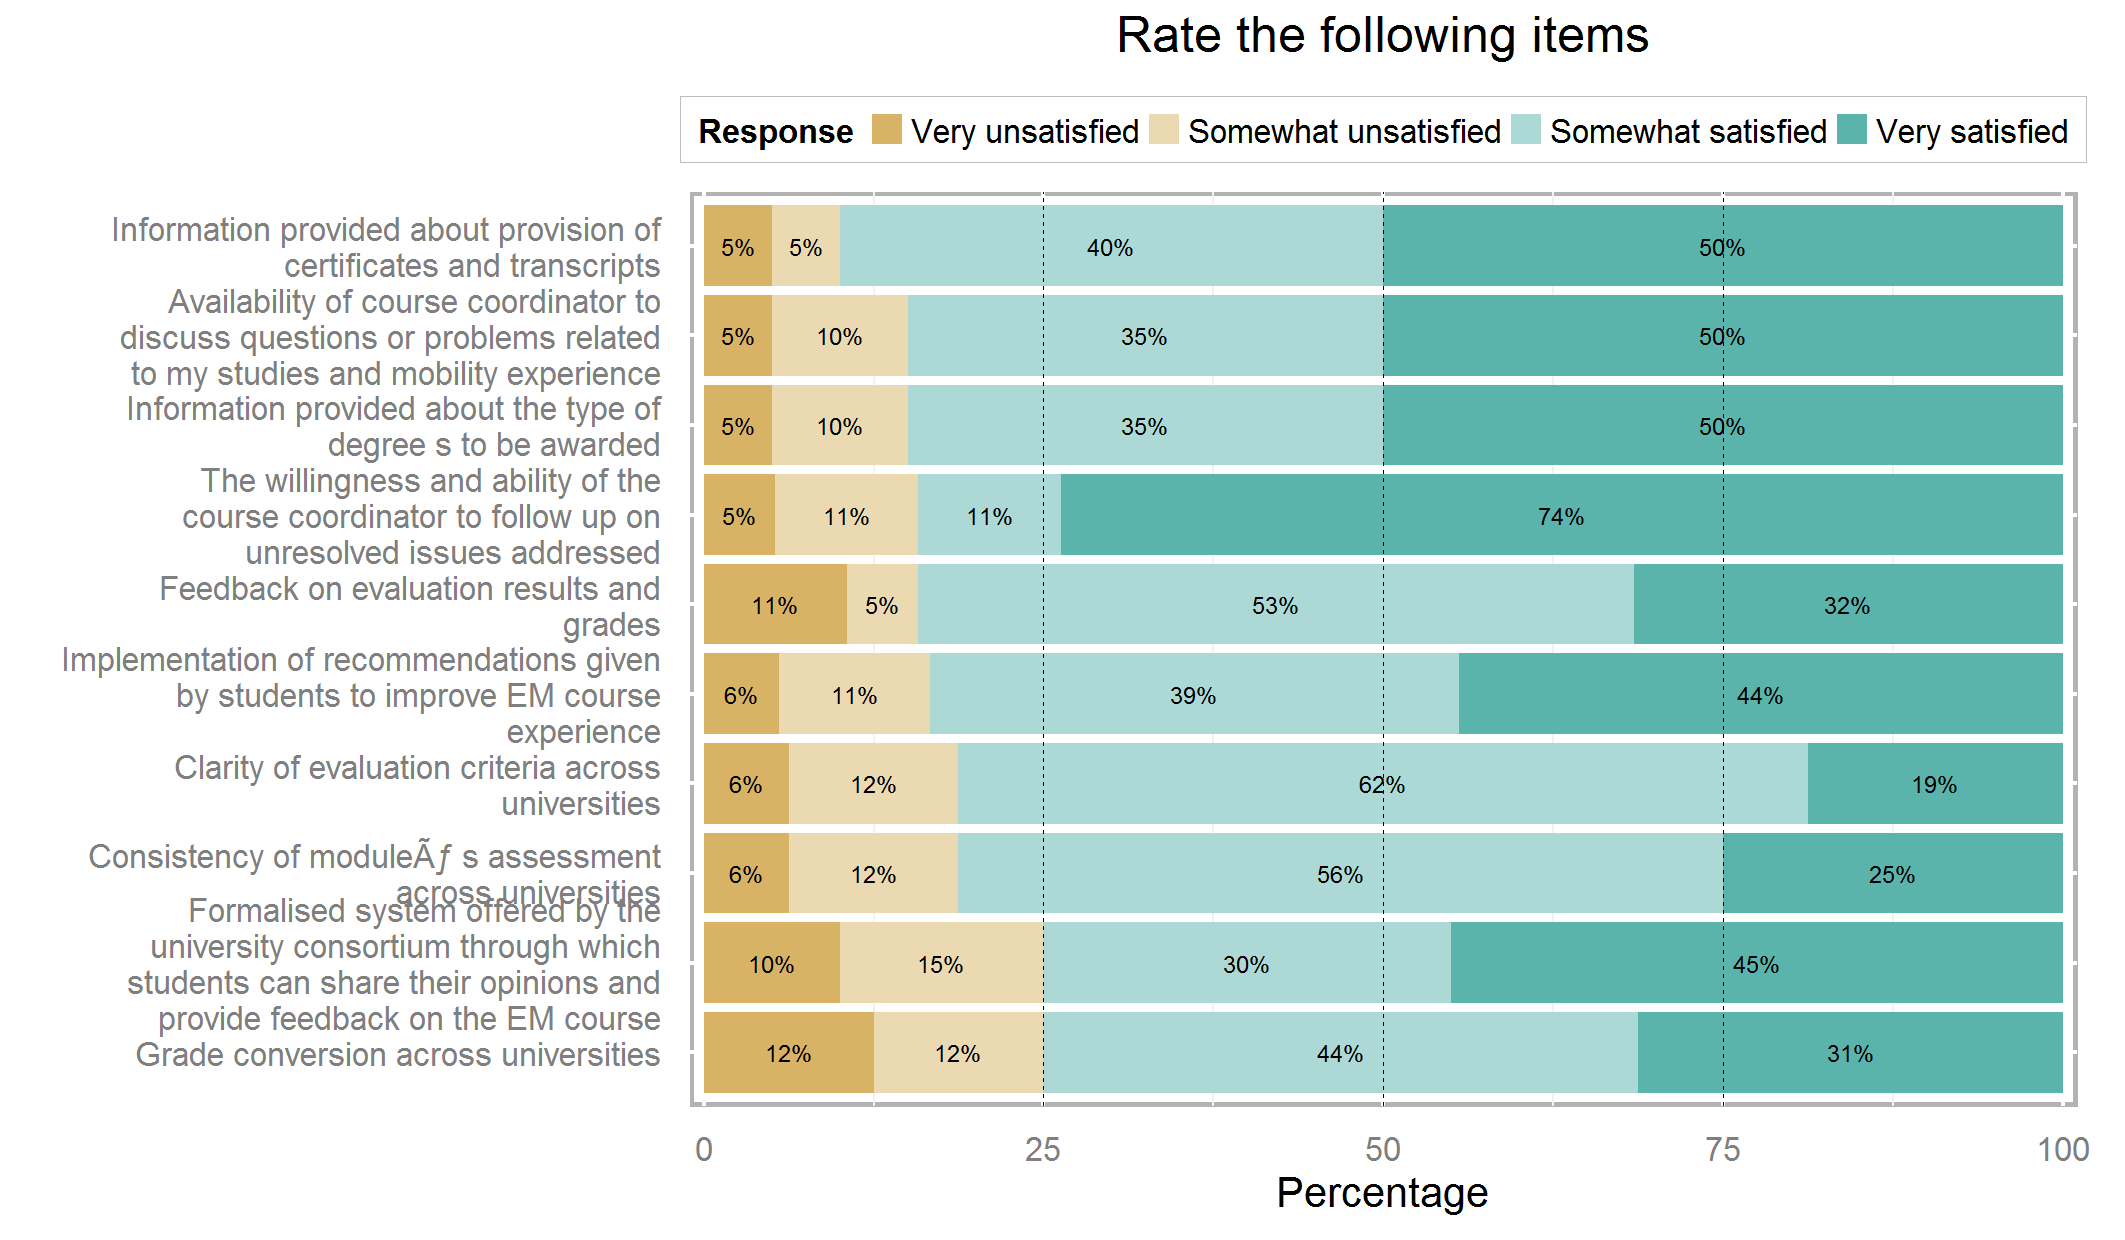 Rate the following items
Response Very unsatisfied Somewhat unsatisfied Somewhat satisfied Very satisfied
Information provided about provision of
certificates and transcripts
5% 5% 40% 50%
Availability of course coordinator to
discuss questions or problems related
to my studies and mobility experience
5% 10% 35% 50%
Information provided about the type of
degree s to be awarded
5% 10% 35% 50%
The willingness and ability of the
course coordinator to follow up on
unresolved issues addressed
5% 11% 11% 74%
Feedback on evaluation results and
grades
11% 5% 53% 32%
Implementation of recommendations given
by students to improve EM course
experience
6% 11% 39% 44%
Clarity of evaluation criteria across
universities
6% 12% 62% 19%
Consistency of moduleÃƒ s assessment
across universities
6% 12% 56% 25%
Formalised system offered by the
university consortium through which
students can share their opinions and
provide feedback on the EM course
10% 15% 30% 45%
Grade conversion across universities
12% 12% 44% 31%
0 25 50 75 100
Percentage